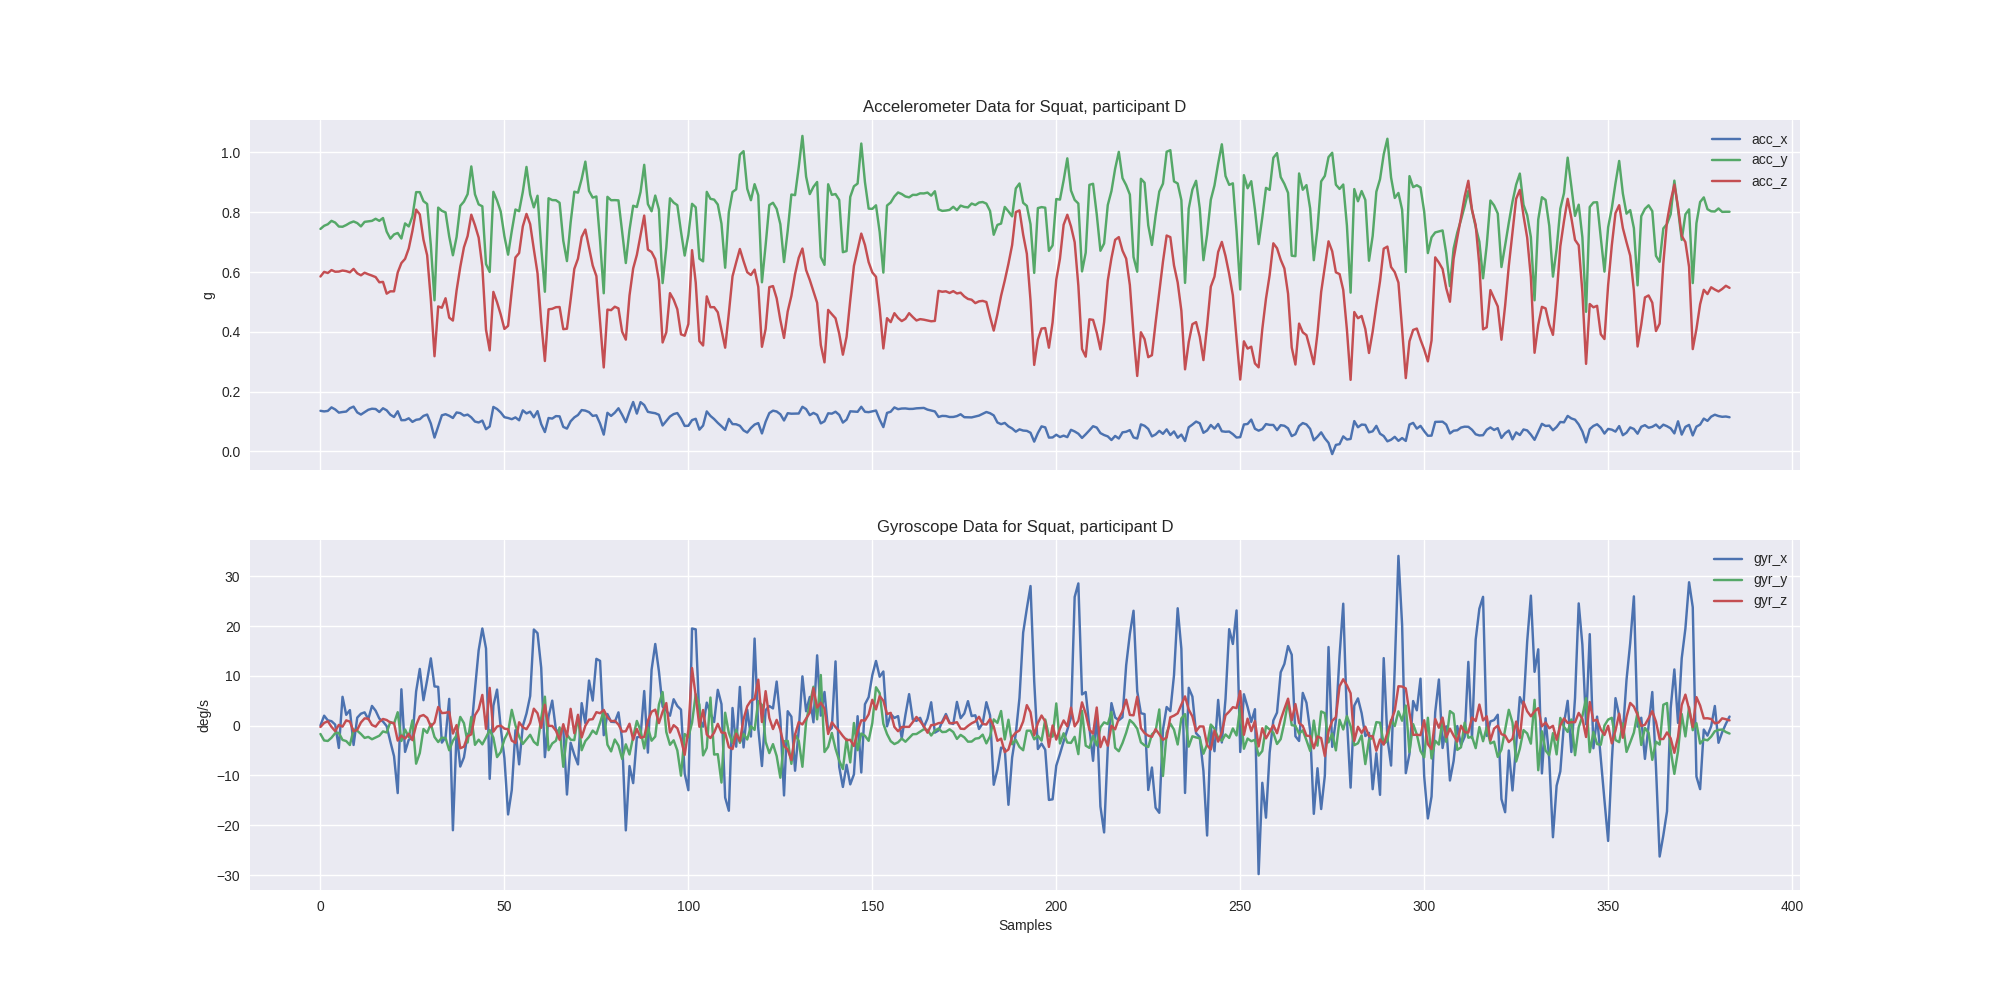 Accelerometer Data for Squat, participant D
1.0
0.8
0.6
0.4
0.2
0.0
g
acc_x
acc_y
acc_z
Gyroscope Data for Squat, participant D
30
20
10
0
−10
−20
−30
deg/s
gyr_x
gyr_y
gyr_z
0 50 100 150 200 250 300 350 400
Samples